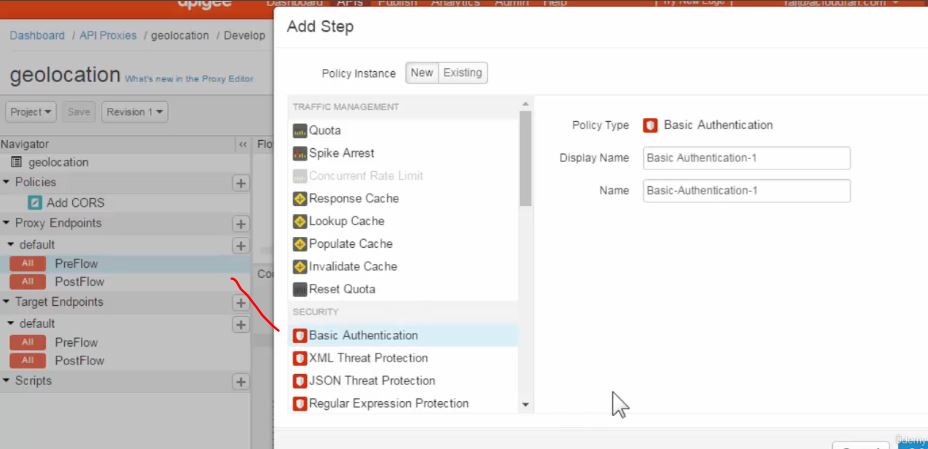 apigee Dashboard APIs Publish Analytics Admin Help Try New Edge
Add Step
Dashboard / API Proxies / geolocation / Develop
geolocation What's new in the Proxy Editor
Policy Instance New Existing
Project Save Revision 1
Navigator
geolocation
Policies
Add CORS
Proxy Endpoints
default
All PreFlow
All PostFlow
Target Endpoints
default
All PreFlow
All PostFlow
Scripts
TRAFFIC MANAGEMENT
Quota
Spike Arrest
Concurrent Rate Limit
Response Cache
Lookup Cache
Populate Cache
Invalidate Cache
Reset Quota
SECURITY
Basic Authentication
XML Threat Protection
JSON Threat Protection
Regular Expression Protection
Policy Type Basic Authentication
Display Name Basic Authentication-1
Name Basic-Authentication-1
Udemy